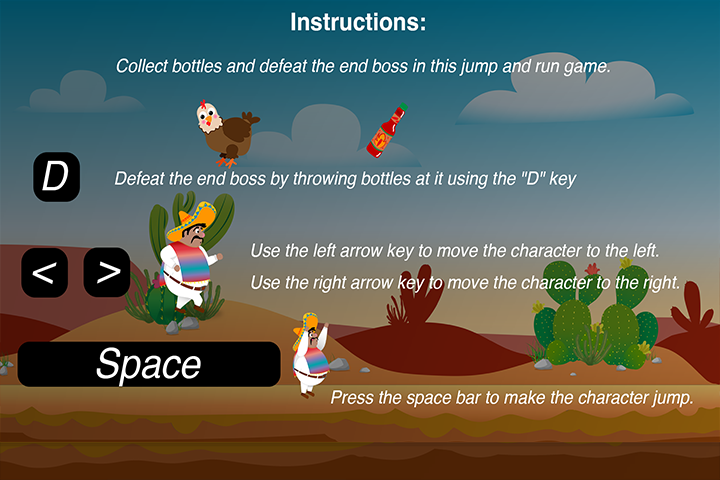 Instructions:
Collect bottles and defeat the end boss in this jump and run game.
D
Defeat the end boss by throwing bottles at it using the "D" key
Use the left arrow key to move the character to the left.
< >
Use the right arrow key to move the character to the right.
Space
Press the space bar to make the character jump.